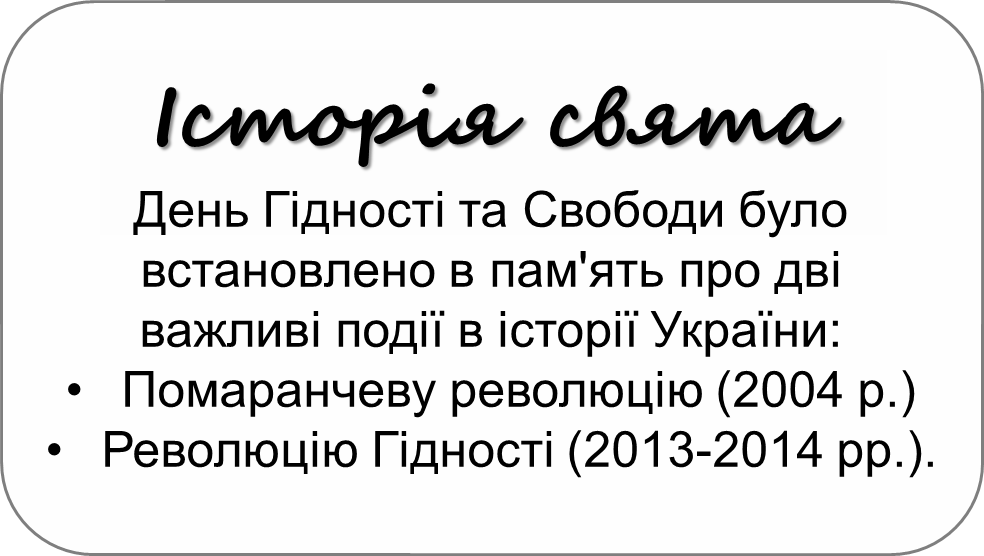 Історія свята
День Гідності та Свободи було
встановлено в пам'ять про дві
важливі події в історії України:
• Помаранчеву революцію (2004 р.)
• Революцію Гідності (2013-2014 рр.).